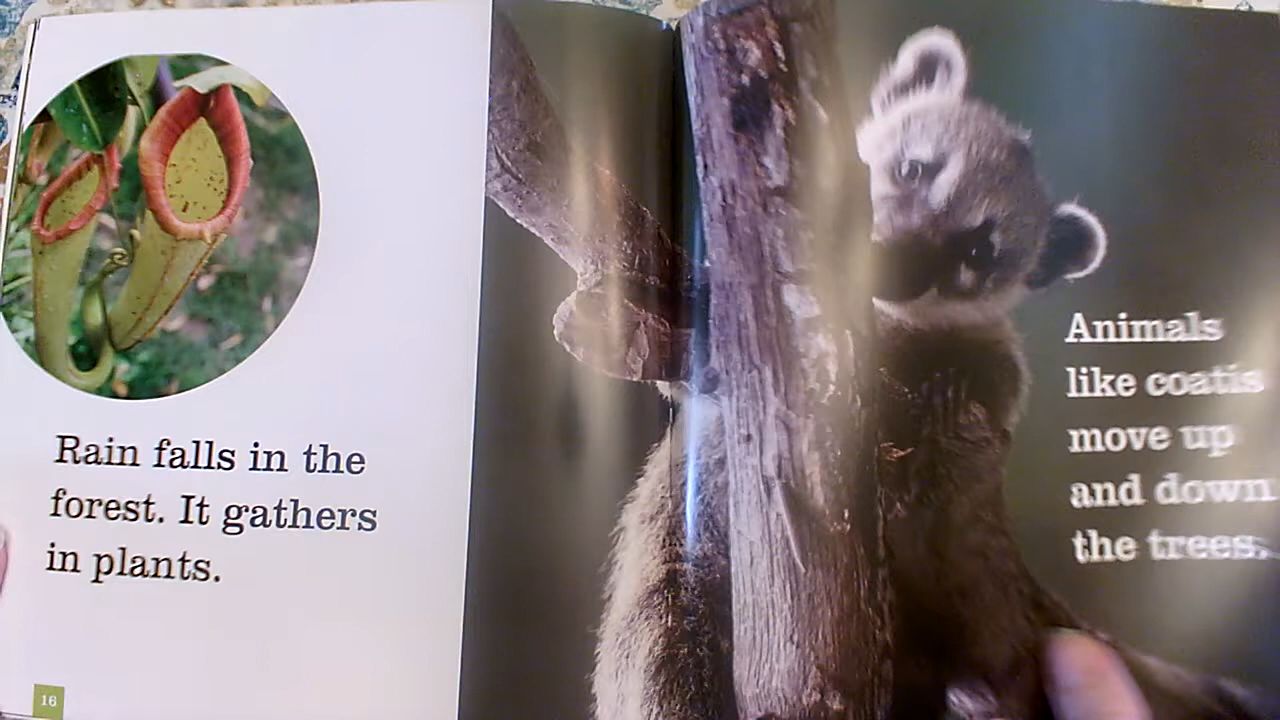 Rain falls in the
forest. It gathers
in plants.
16
Animals
like coatis
move up
and down
the trees.